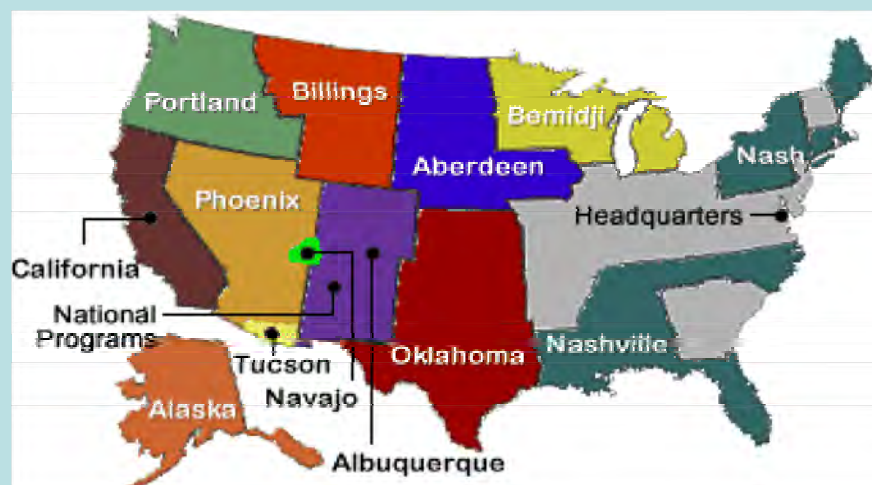 Portland
Billings
Bemidji
Aberdeen
Nash
Phoenix
Headquarters
California
National
Programs
Tucson
Oklahoma
Nashville
Navajo
Alaska
Albuquerque